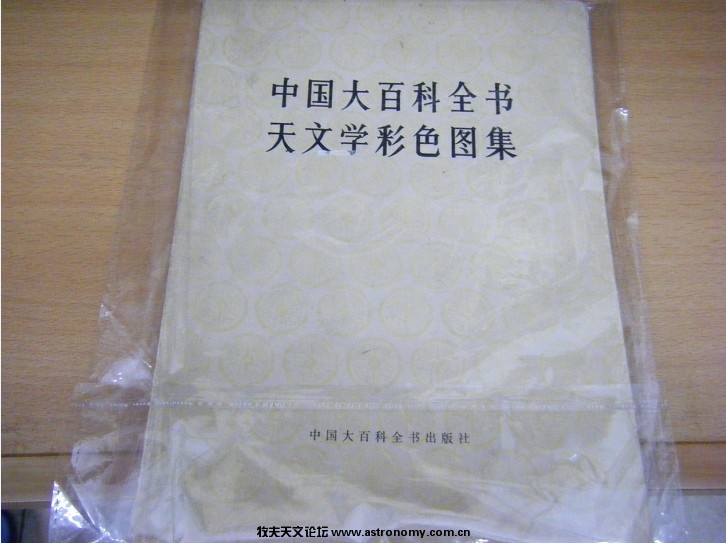 中国大百科全书
天文学彩色图集
中国大百科全书出版社
牧夫天文论坛 www.astronomy.com.cn